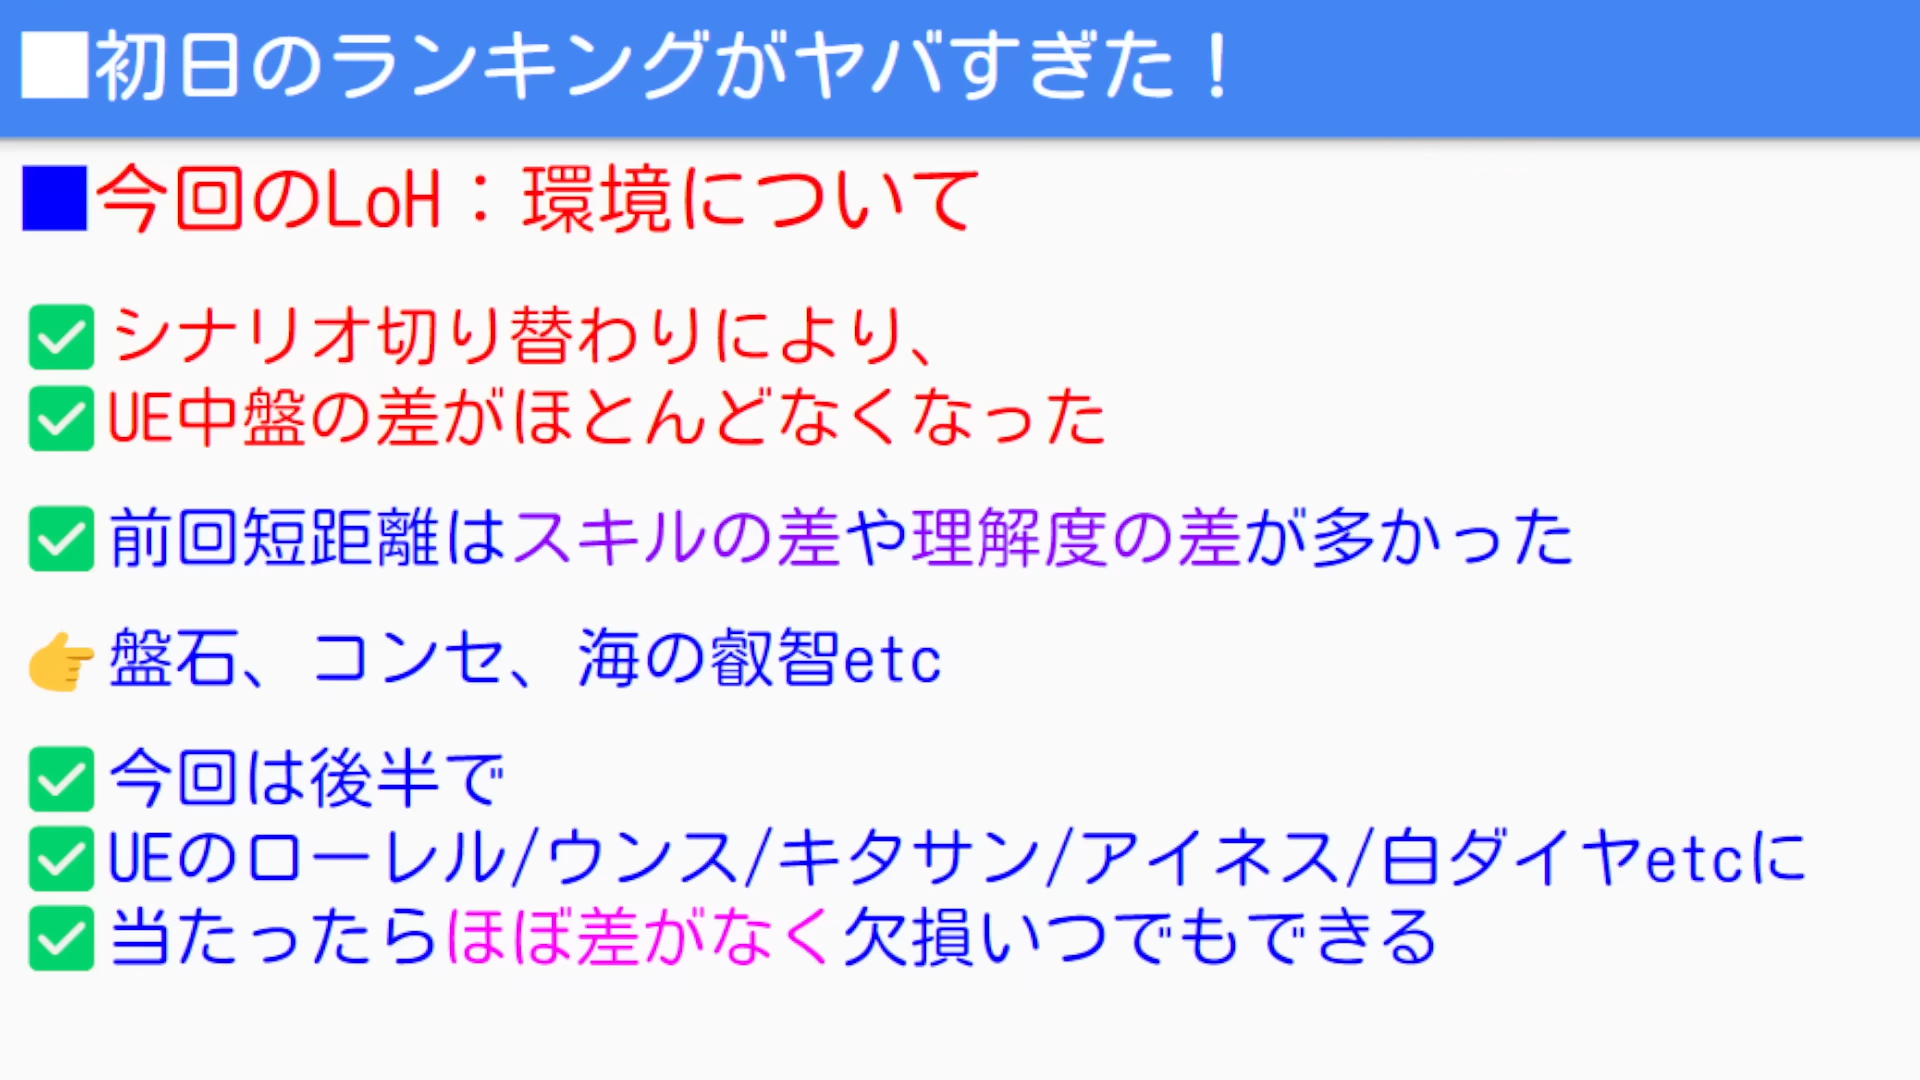 ■初日のランキングがヤバすぎた！
■今回のLoH：環境について
✅シナリオ切り替わりにより、
✅UE中盤の差がほとんどなくなった
✅前回短距離はスキルの差や理解度の差が多かった
👉盤石、コンセ、海の叡智etc
✅今回は後半で
✅UEのローレル/ウンス/キタサン/アイネス/白ダイヤetcに
✅当たったらほぼ差がなく欠損いつでもできる